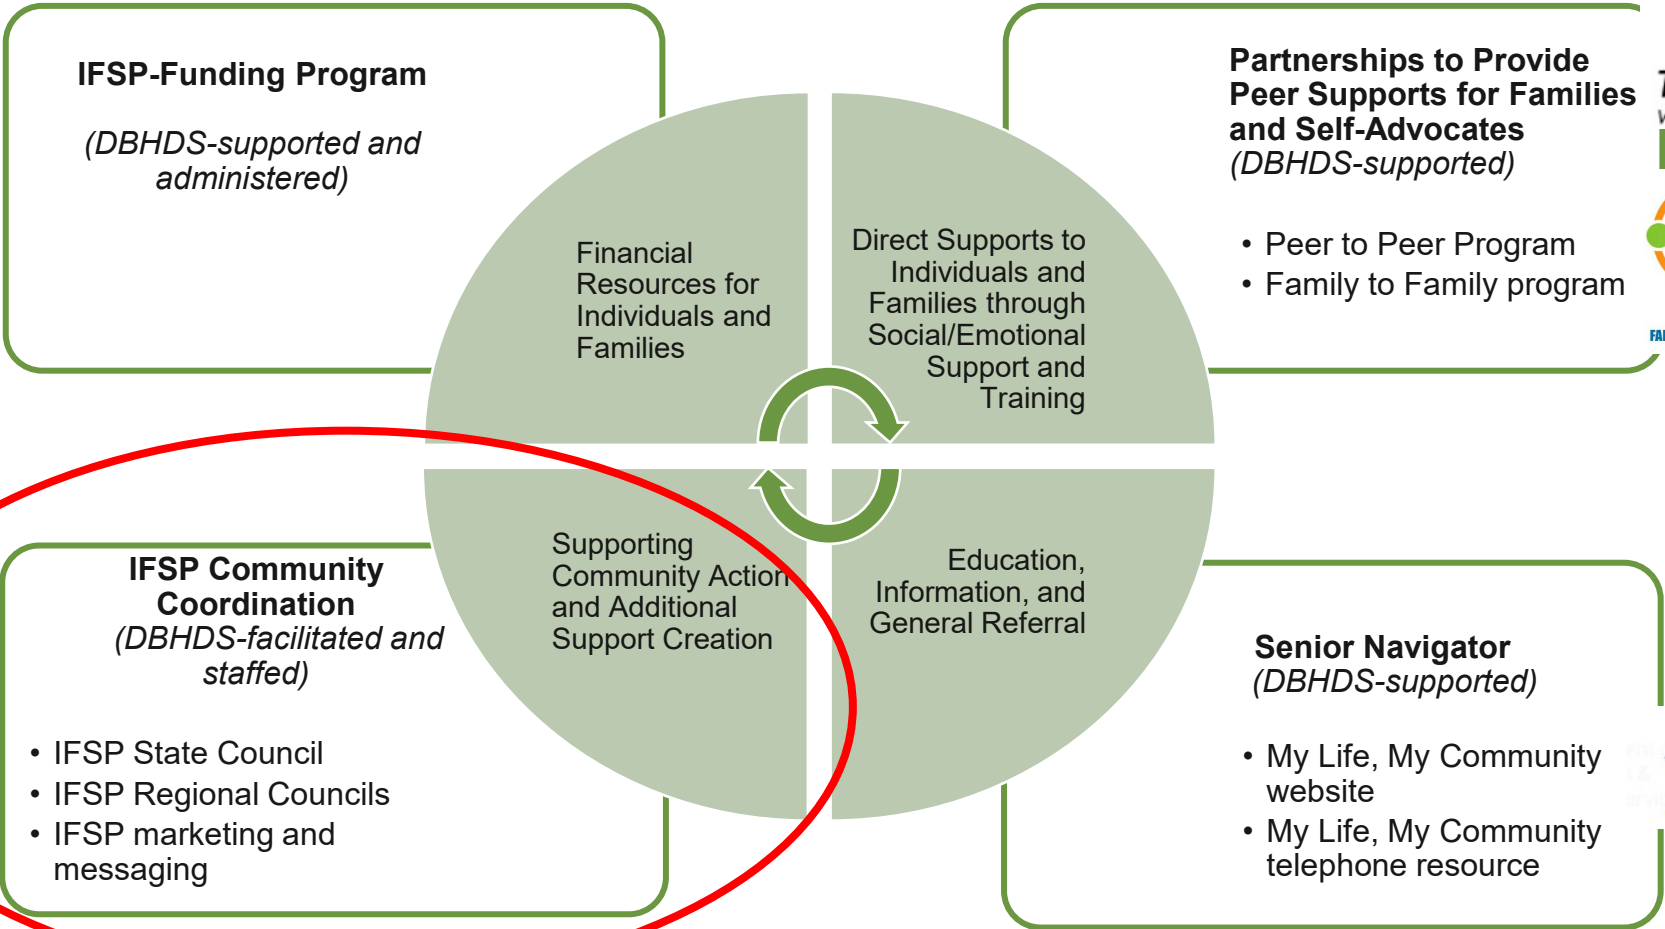 IFSP-Funding Program
(DBHDS-supported and
administered)
Partnerships to Provide
Peer Supports for Families
and Self-Advocates
(DBHDS-supported)
• Peer to Peer Program
• Family to Family program
Financial
Resources for
Individuals and
Families
Direct Supports to
Individuals and
Families through
Social/Emotional
Support and
Training
Supporting
Community Action
and Additional
Support Creation
Education,
Information, and
General Referral
IFSP Community
Coordination
(DBHDS-facilitated and
staffed)
• IFSP State Council
• IFSP Regional Councils
• IFSP marketing and
messaging
Senior Navigator
(DBHDS-supported)
• My Life, My Community
website
• My Life, My Community
telephone resource